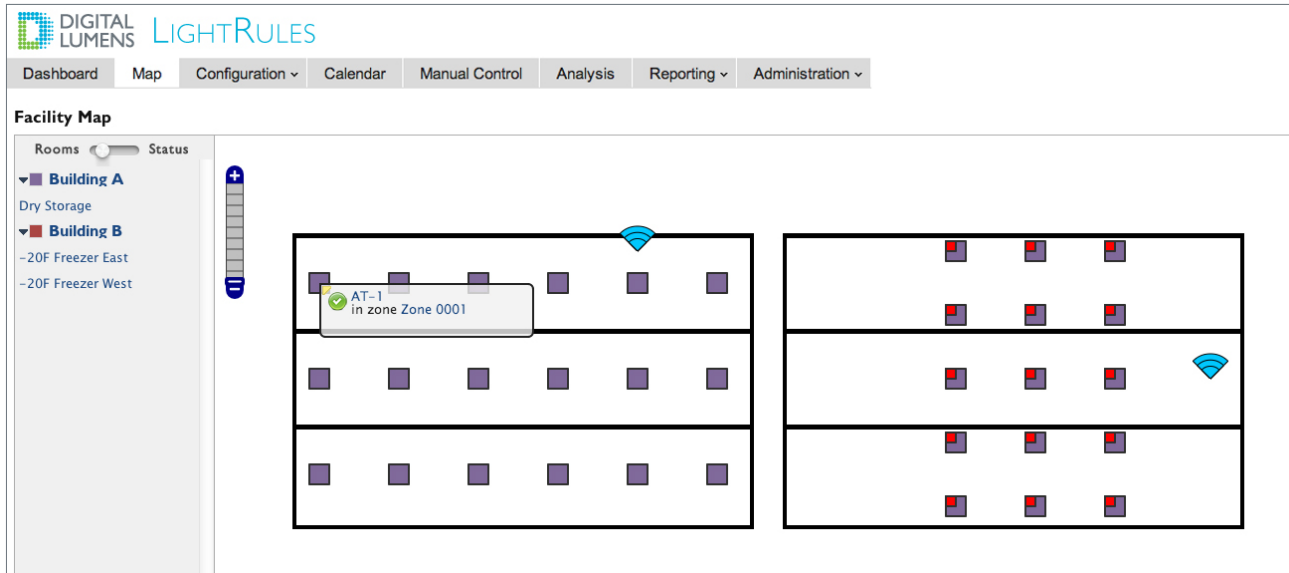 DIGITAL
LUMENS
LIGHTRULES
Dashboard Map Configuration Calendar Manual Control Analysis Reporting Administration
Facility Map
Rooms Status
Building A
Dry Storage
Building B
-20F Freezer East
-20F Freezer West
AT-1
in zone Zone 0001